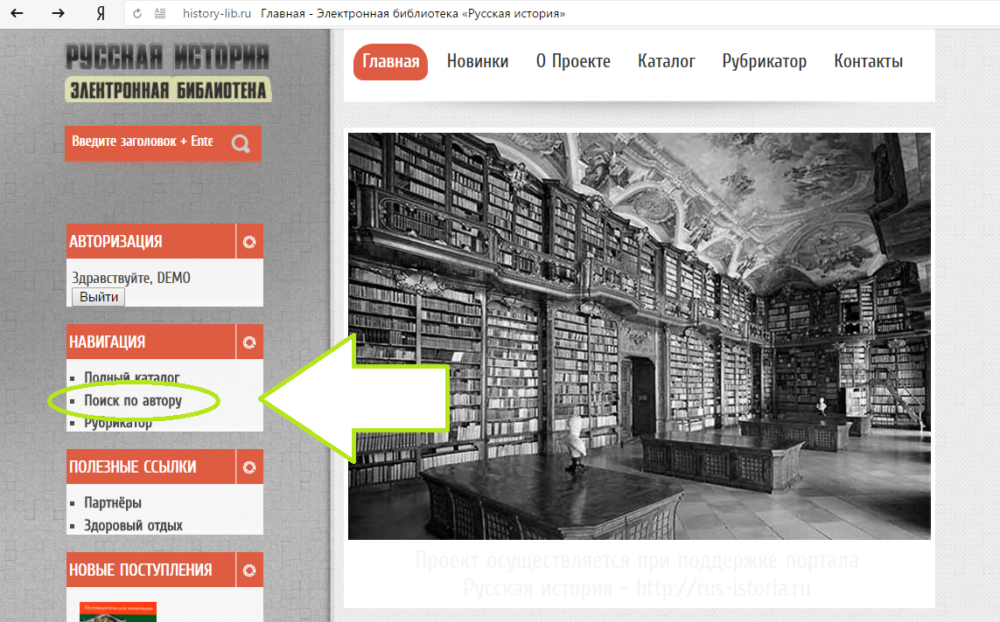 Я
history-lib.ru Главная - Электронная библиотека «Русская история»
РУССКАЯ ИСТОРИЯ
ЭЛЕКТРОННАЯ БИБЛИОТЕКА
Главная Новинки О Проекте Каталог Рубрикатор Контакты
Введите заголовок + Ente
АВТОРИЗАЦИЯ
Здравствуйте, DEMO
Выйти
НАВИГАЦИЯ
Полный каталог
Поиск по автору
Рубрикатор
ПОЛЕЗНЫЕ ССЫЛКИ
Партнёры
Здоровый отдых
НОВЫЕ ПОСТУПЛЕНИЯ
Проект осуществляется при поддержке портала
Русская история - http://rus-istoria.ru